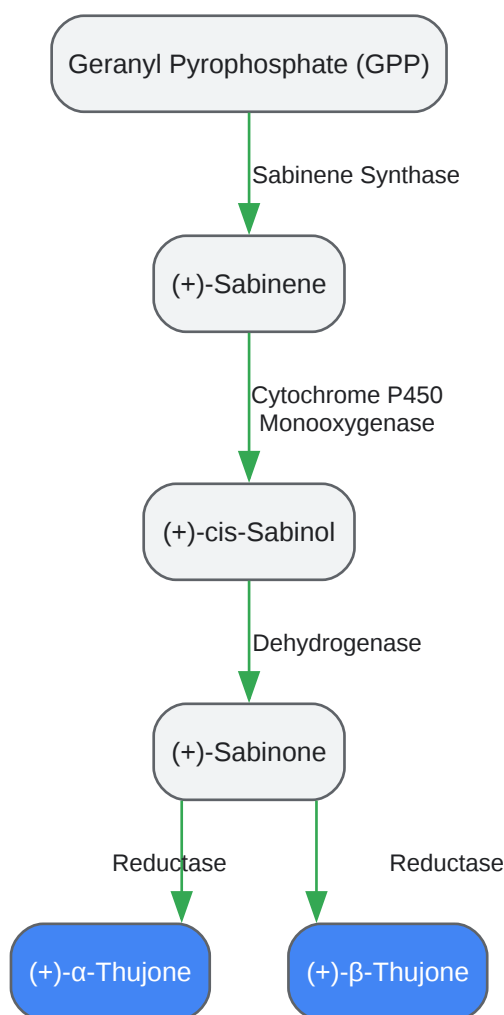 Geranyl Pyrophosphate (GPP)
Sabinene Synthase
(+)-Sabinene
Cytochrome P450
Monooxygenase
(+)-cis-Sabinol
Dehydrogenase
(+)-Sabinone
Reductase
Reductase
(+)-α-Thujone
(+)-β-Thujone